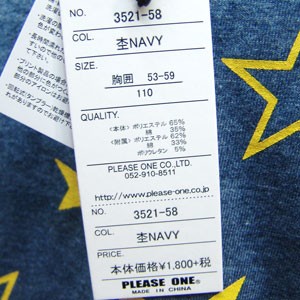 NO. 3521-58
COL. 杢NAVY
SIZE.
胸囲 53-59
110
QUALITY.
<本体> ポリエステル 65%
綿 35%
<附属> ポリエステル 62%
綿 33%
ポリウレタン 5%
PLEASE ONE CO.,LTD.
052-910-8511
http://www.please-one.co.jp
NO. 3521-58
COL. 杢NAVY
PRICE.
本体価格¥1,800+税
PLEASE ONE®
MADE IN CHINA